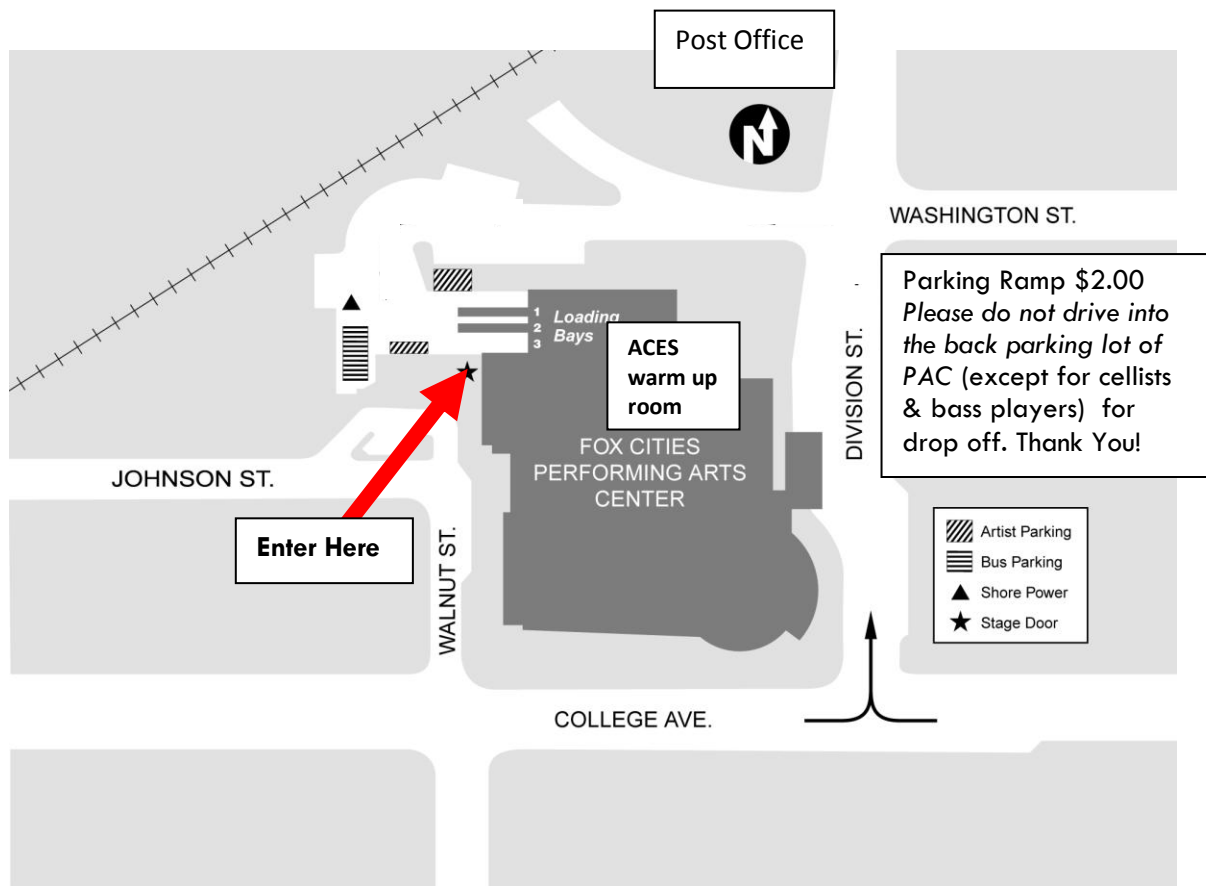 Post Office
N
WASHINGTON ST.
Parking Ramp $2.00
Please do not drive into
the back parking lot of
PAC (except for cellists
& bass players) for
drop off. Thank You!
1
2
3
Loading
Bays
ACES
warm up
room
DIVISION ST.
FOX CITIES
PERFORMING ARTS
CENTER
JOHNSON ST.
Enter Here
WALNUT ST.
Artist Parking
Bus Parking
Shore Power
Stage Door
COLLEGE AVE.